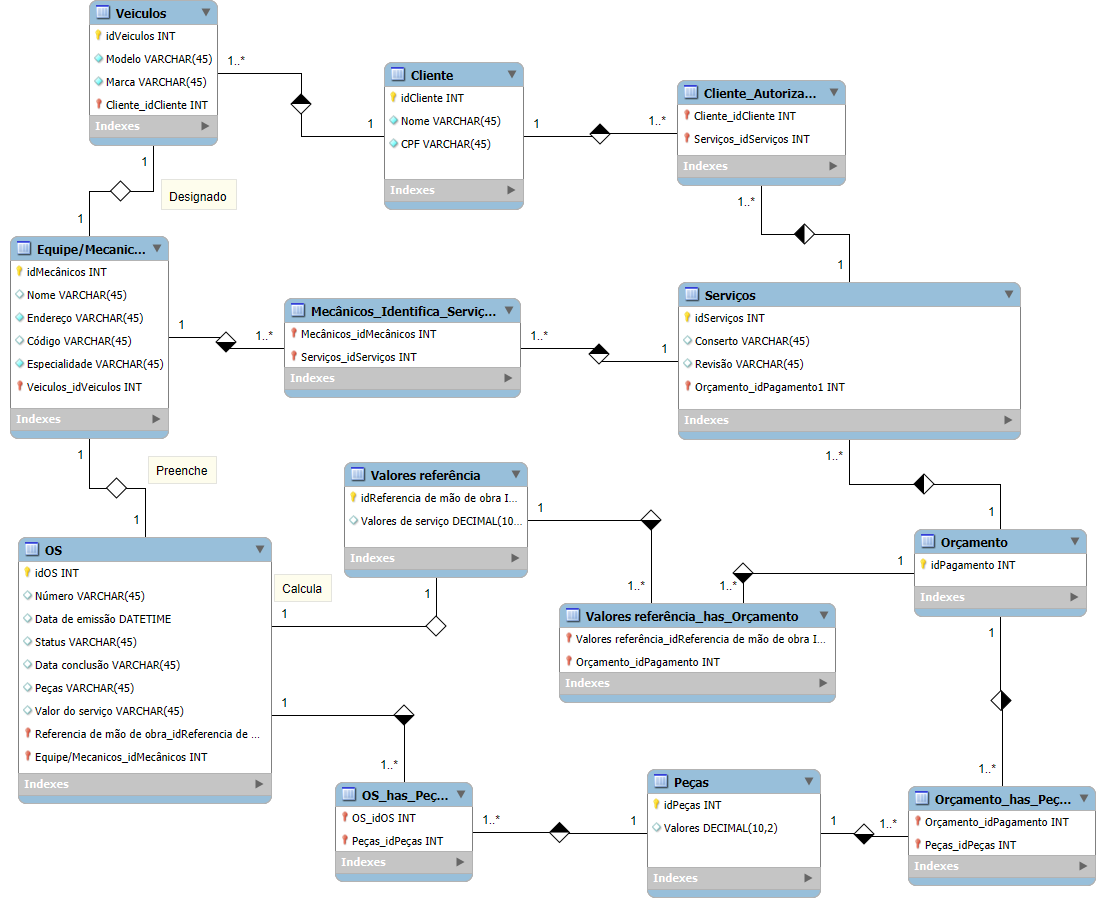 Veiculos
idVeiculos INT
Modelo VARCHAR(45)
Marca VARCHAR(45)
Cliente_idCliente INT
Indexes
1..*
1
Cliente
idCliente INT
Nome VARCHAR(45)
CPF VARCHAR(45)
Indexes
1
1..*
Cliente_Autoriza...
Cliente_idCliente INT
Serviços_idServiços INT
Indexes
1
Designado
1
1..*
1
Equipe/Mecanic...
idMecânicos INT
Nome VARCHAR(45)
Endereço VARCHAR(45)
Código VARCHAR(45)
Especialidade VARCHAR(45)
Veiculos_idVeiculos INT
Indexes
1
1..*
Mecânicos_Identifica_Serviç...
Mecânicos_idMecânicos INT
Serviços_idServiços INT
Indexes
1..*
1
Serviços
idServiços INT
Conserto VARCHAR(45)
Revisão VARCHAR(45)
Orçamento_idPagamento1 INT
Indexes
1
Preenche
1
1..*
1
Valores referência
idReferencia de mão de obra I...
Valores de serviço DECIMAL(10...
Indexes
1
1..*
Orçamento
idPagamento INT
Indexes
1
1..*
OS
idOS INT
Número VARCHAR(45)
Data de emissão DATETIME
Status VARCHAR(45)
Data conclusão VARCHAR(45)
Peças VARCHAR(45)
Valor do serviço VARCHAR(45)
Referencia de mão de obra_idReferencia de ...
Equipe/Mecanicos_idMecânicos INT
Indexes
Calcula
1
1
Valores referência_has_Orçamento
Valores referência_idReferencia de mão de obra I...
Orçamento_idPagamento INT
Indexes
1
1..*
1
1..*
OS_has_Peç...
OS_idOS INT
Peças_idPeças INT
Indexes
1..*
1
Peças
idPeças INT
Valores DECIMAL(10,2)
Indexes
1
1..*
Orçamento_has_Peç...
Orçamento_idPagamento INT
Peças_idPeças INT
Indexes